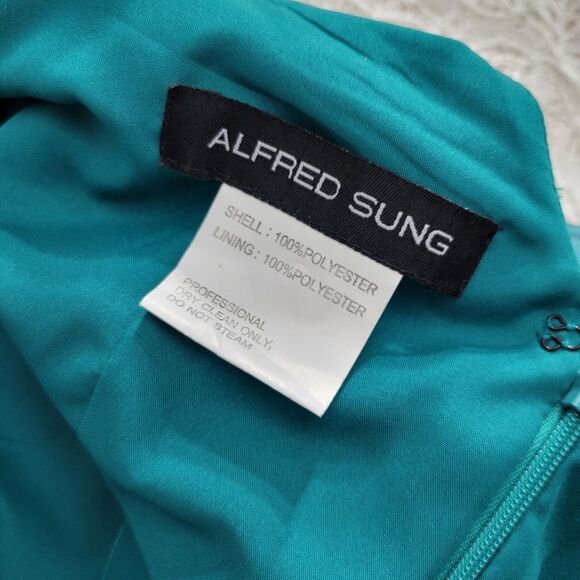 ALFRED SUNG
SHELL : 100%POLYESTER
LINING : 100%POLYESTER
PROFESSIONAL
DRY CLEAN ONLY,
DO NOT STEAM